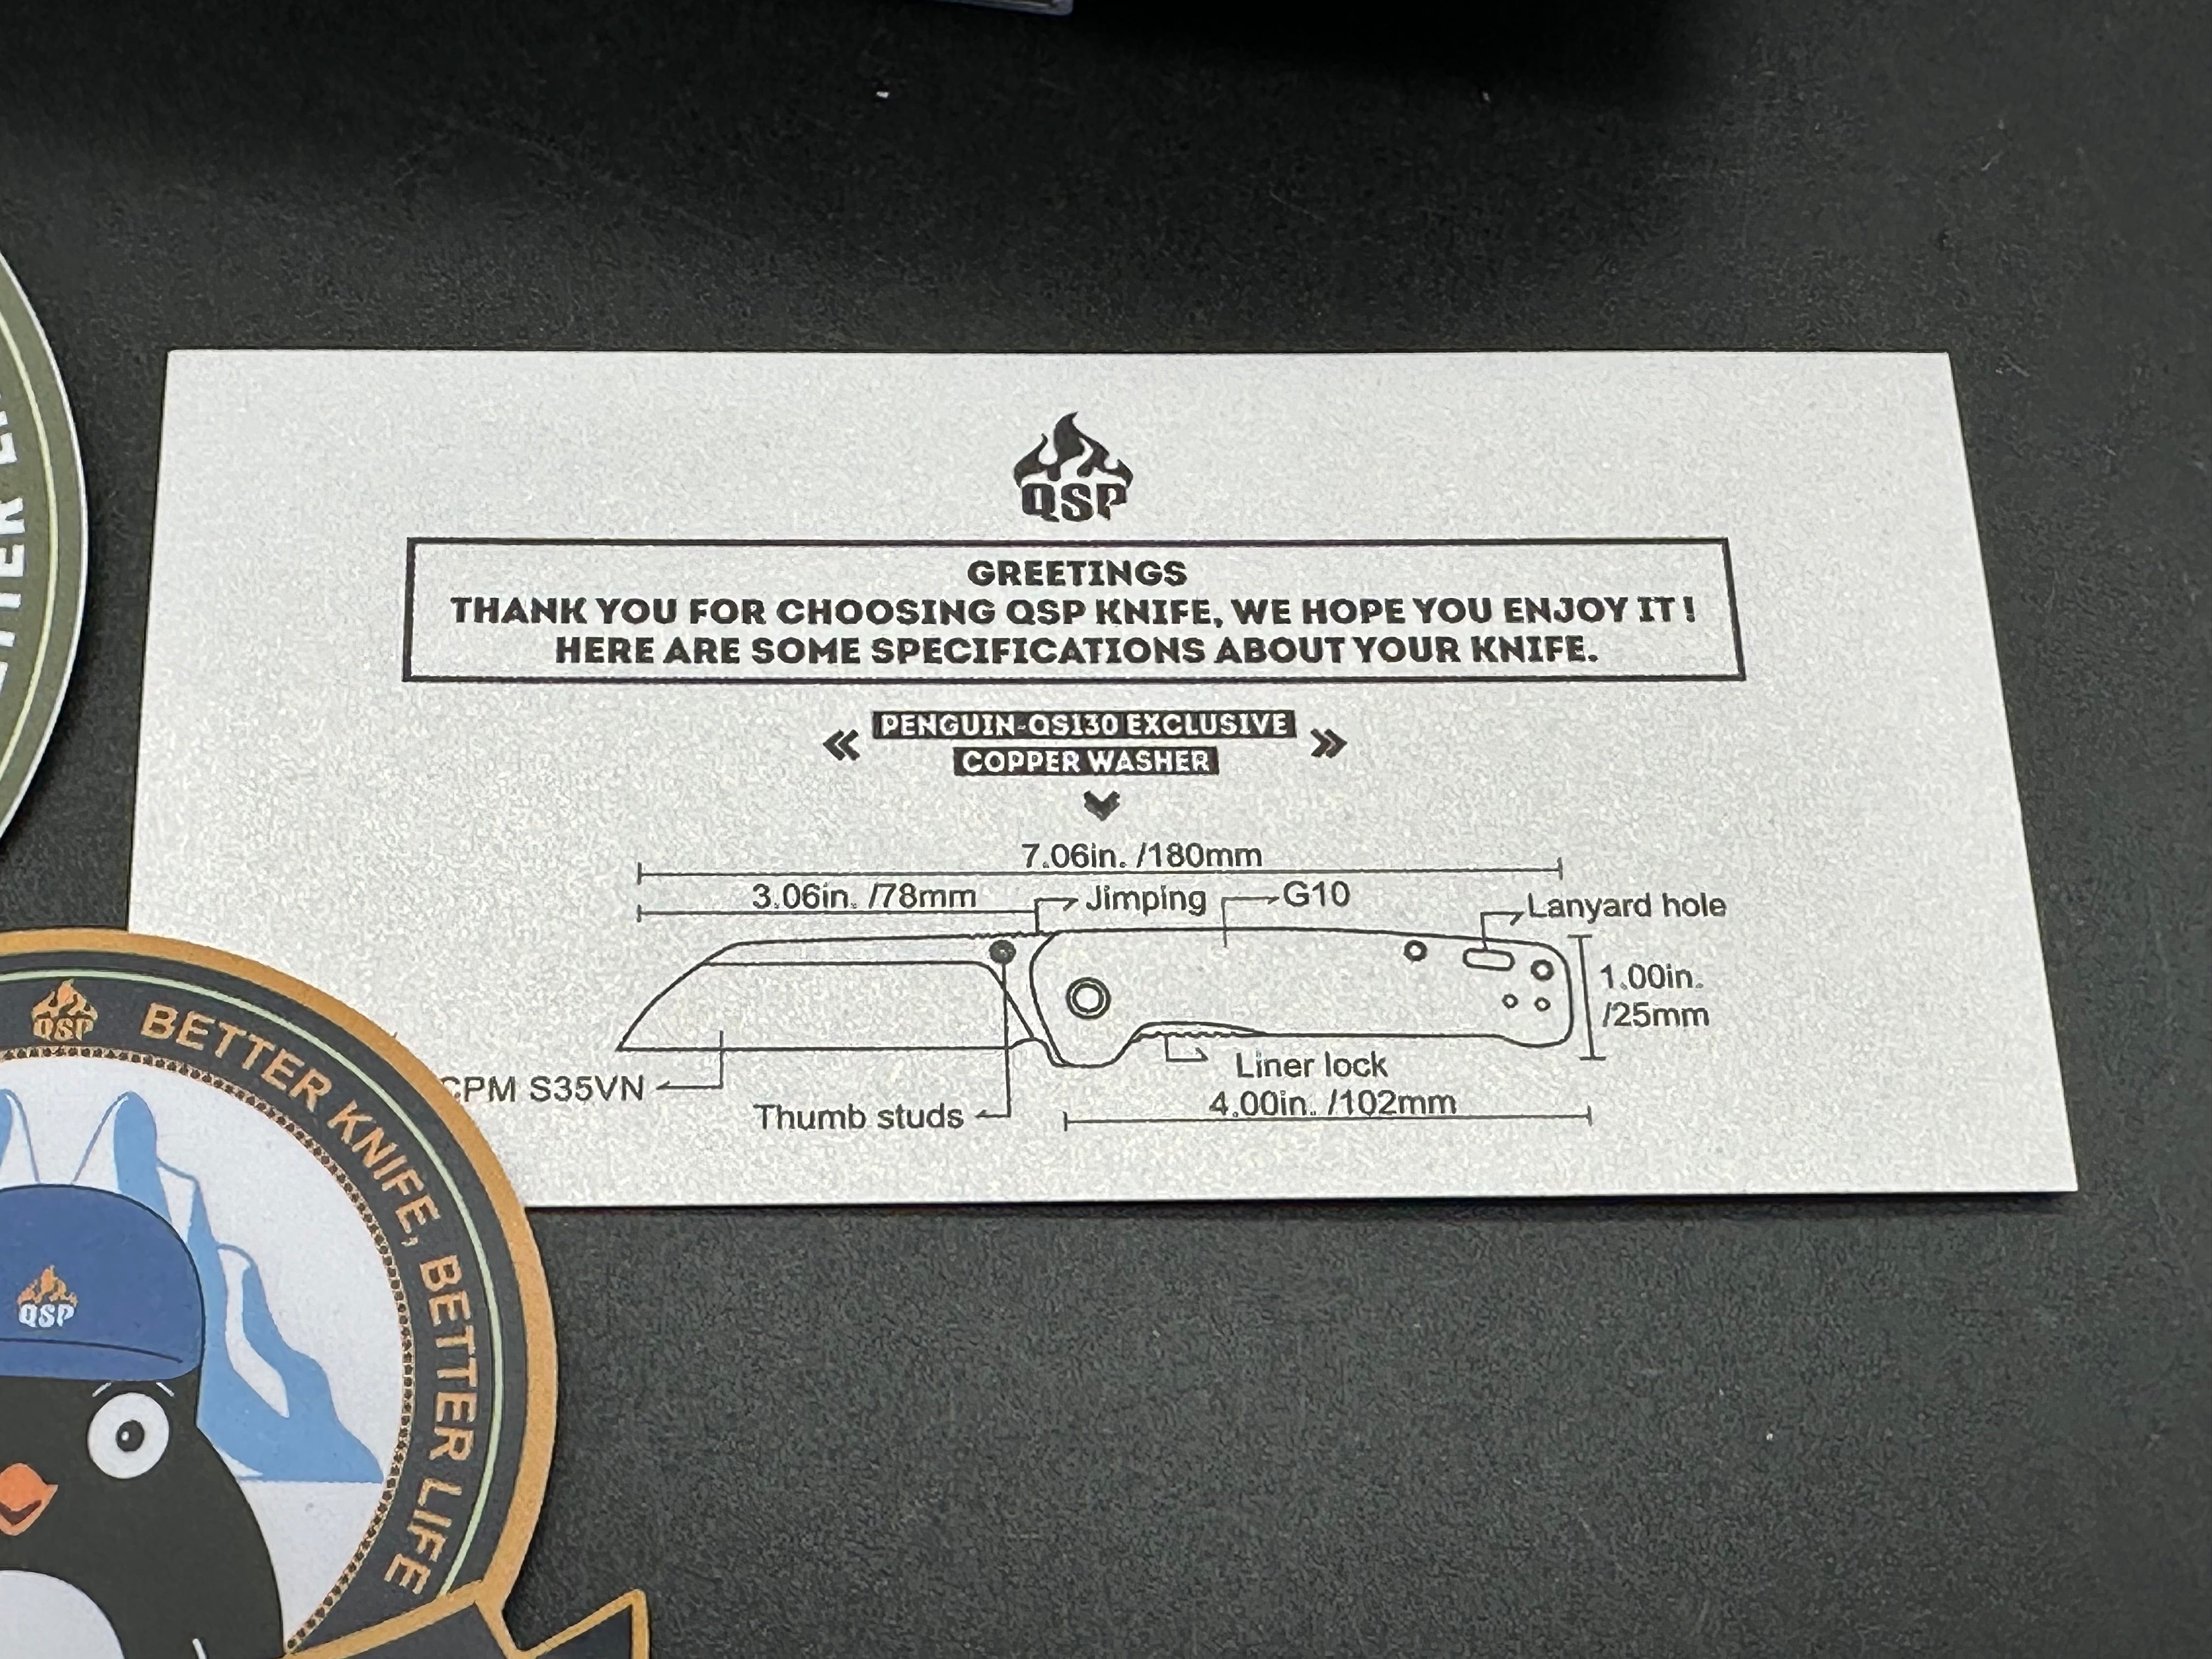 QSP
GREETINGS
THANK YOU FOR CHOOSING QSP KNIFE, WE HOPE YOU ENJOY IT !
HERE ARE SOME SPECIFICATIONS ABOUT YOUR KNIFE.
PENGUIN-QS130 EXCLUSIVE
COPPER WASHER
7.06in. /180mm
3.06in. /78mm
Jimping
G10
Lanyard hole
1.00in.
/25mm
Liner lock
4.00in. /102mm
CPM S35VN
Thumb studs
QSP
BETTER KNIFE, BETTER LIFE
QSP